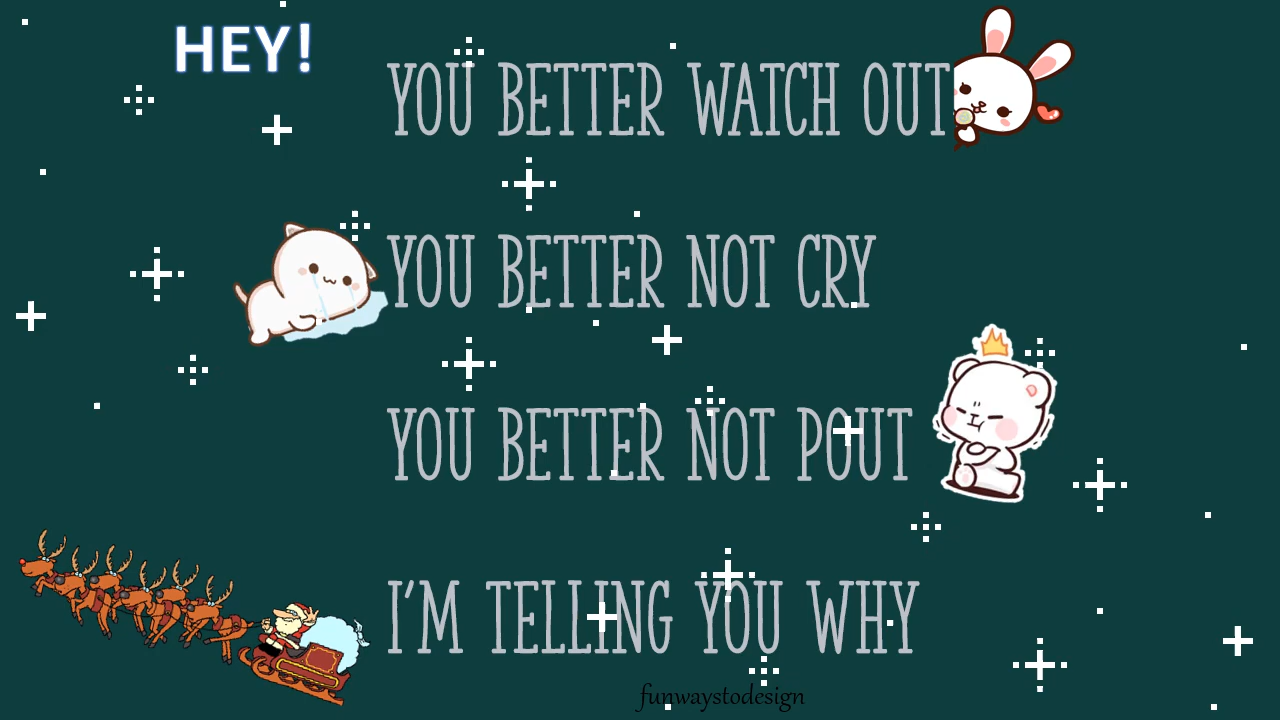 HEY!
YOU BETTER WATCH OUT
YOU BETTER NOT CRY
YOU BETTER NOT POUT
I'M TELLING YOU WHY
funwaystodesign